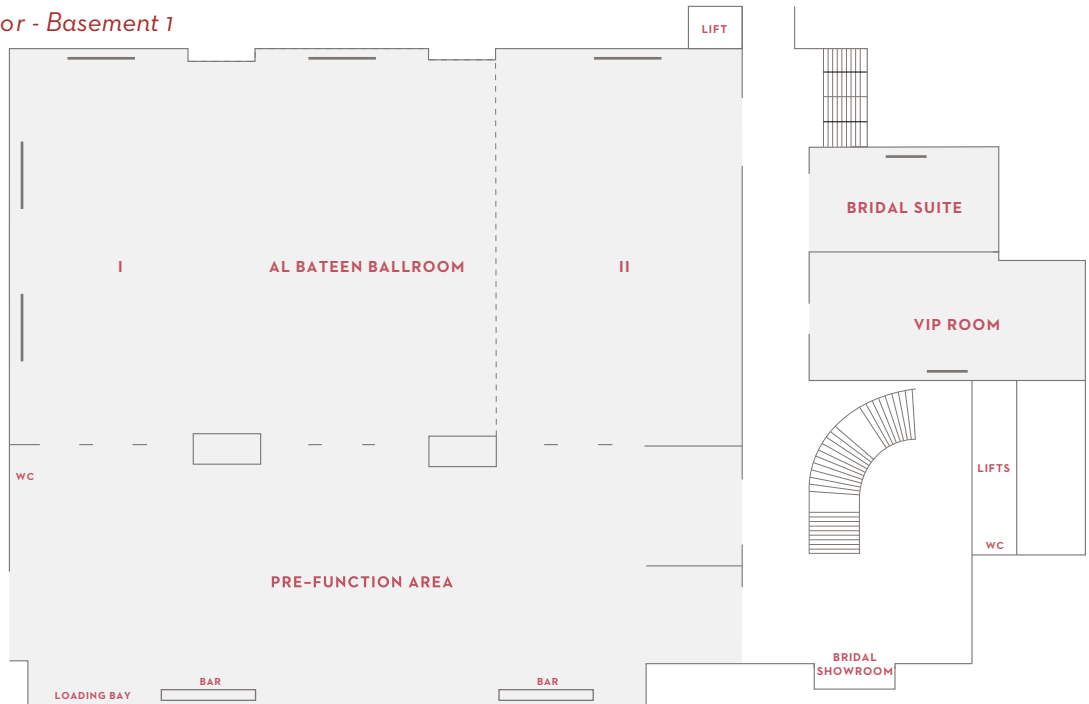 or - Basement 1
LIFT
BRIDAL SUITE
I
AL BATEEN BALLROOM
II
VIP ROOM
WC
LIFTS
WC
PRE-FUNCTION AREA
BRIDAL
SHOWROOM
BAR
BAR
LOADING BAY